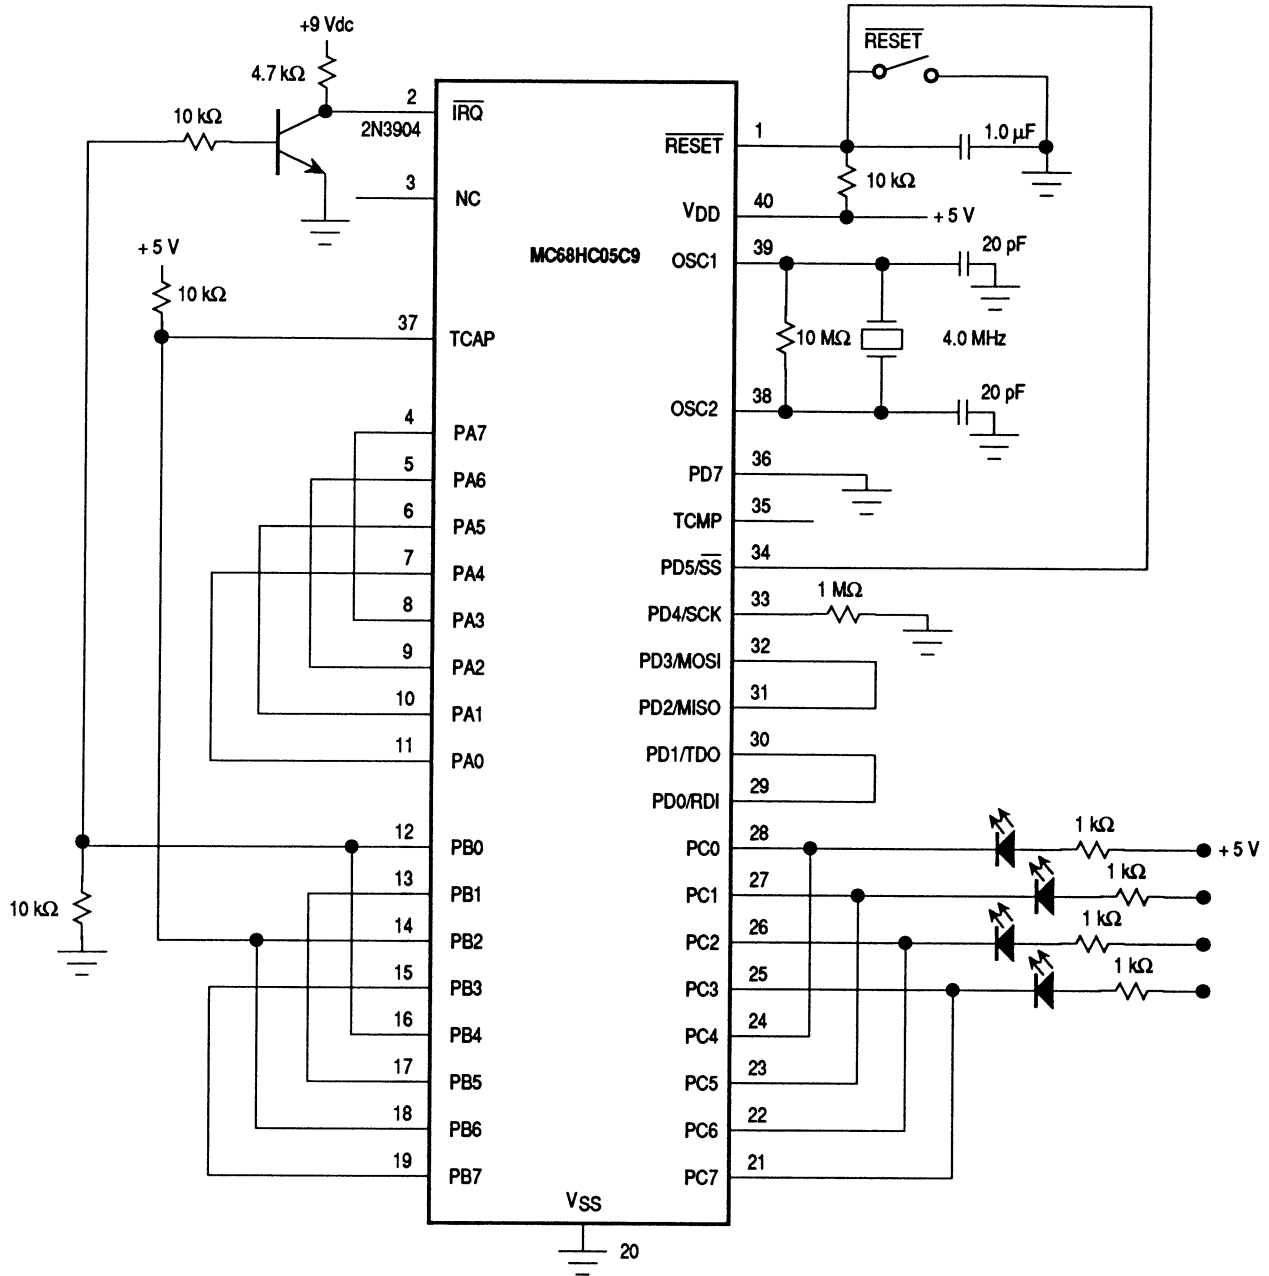 +9 Vdc
4.7 kΩ
10 kΩ
2
IRQ
2N3904
3
NC
+ 5 V
10 kΩ
37
TCAP
4
PA7
5
PA6
6
PA5
7
PA4
8
PA3
9
PA2
10
PA1
11
PA0
12
PB0
13
PB1
10 kΩ
14
PB2
15
PB3
16
PB4
17
PB5
18
PB6
19
PB7
MC68HC05C9
VSS
20
RESET
RESET
1
1.0 µF
10 kΩ
VDD
40
+ 5 V
OSC1
39
20 pF
10 MΩ
4.0 MHz
OSC2
38
20 pF
PD7
36
TCMP
35
PD5/SS
34
PD4/SCK
33
1 MΩ
PD3/MOSI
32
PD2/MISO
31
PD1/TDO
30
PD0/RDI
29
PC0
28
1 kΩ
+ 5 V
PC1
27
1 kΩ
PC2
26
1 kΩ
PC3
25
1 kΩ
PC4
24
PC5
23
PC6
22
PC7
21